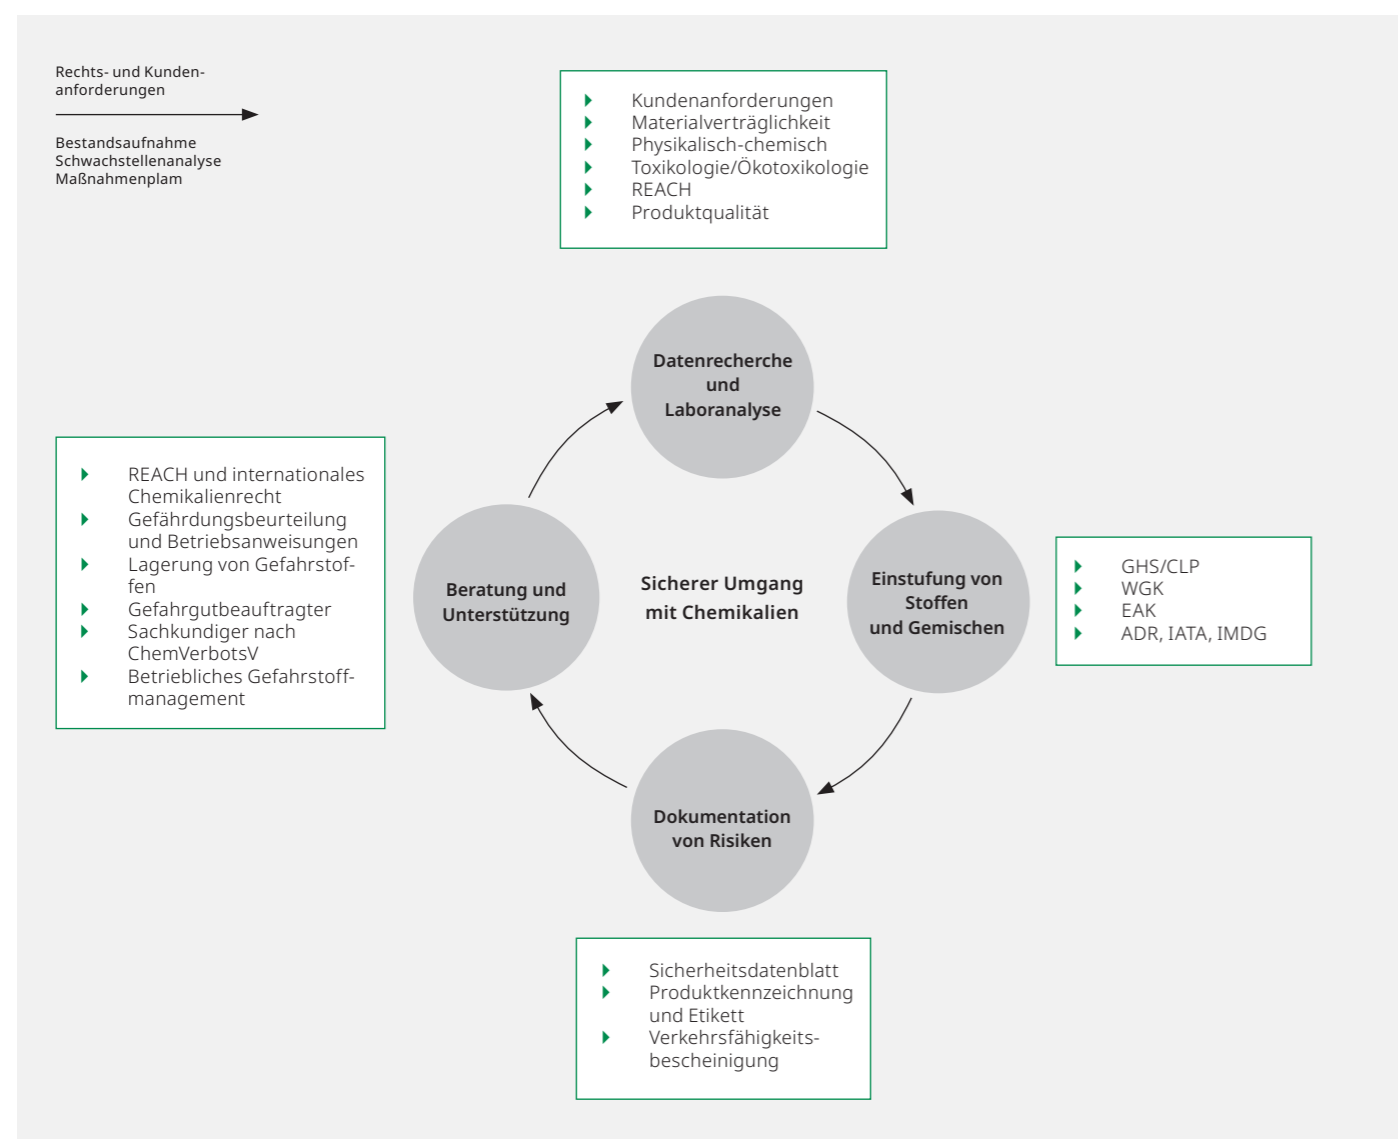 Rechts- und Kunden-
anforderungen
Bestandsaufnahme
Schwachstellenanalyse
Maßnahmenplam
Kundenanforderungen
Materialverträglichkeit
Physikalisch-chemisch
Toxikologie/Ökotoxikologie
REACH
Produktqualität
Datenrecherche
und
Laboranalyse
REACH und internationales
Chemikalienrecht
Gefährdungsbeurteilung
und Betriebsanweisungen
Lagerung von Gefahrstof-
fen
Gefahrgutbeauftragter
Sachkundiger nach
ChemVerbotsV
Betriebliches Gefahrstoff-
management
Beratung und
Unterstützung
Sicherer Umgang
mit Chemikalien
Einstufung von
Stoffen
und Gemischen
GHS/CLP
WGK
EAK
ADR, IATA, IMDG
Dokumentation
von Risiken
Sicherheitsdatenblatt
Produktkennzeichnung
und Etikett
Verkehrsfähigkeits-
bescheinigung